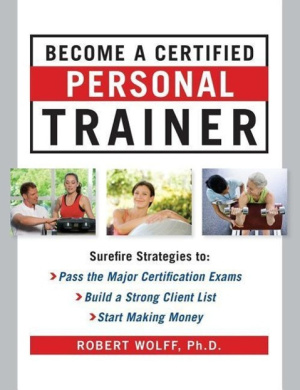 BECOME A CERTIFIED
PERSONAL
TRAINER
Surefire Strategies to:
Pass the Major Certification Exams
Build a Strong Client List
Start Making Money
ROBERT WOLFF, Ph.D.